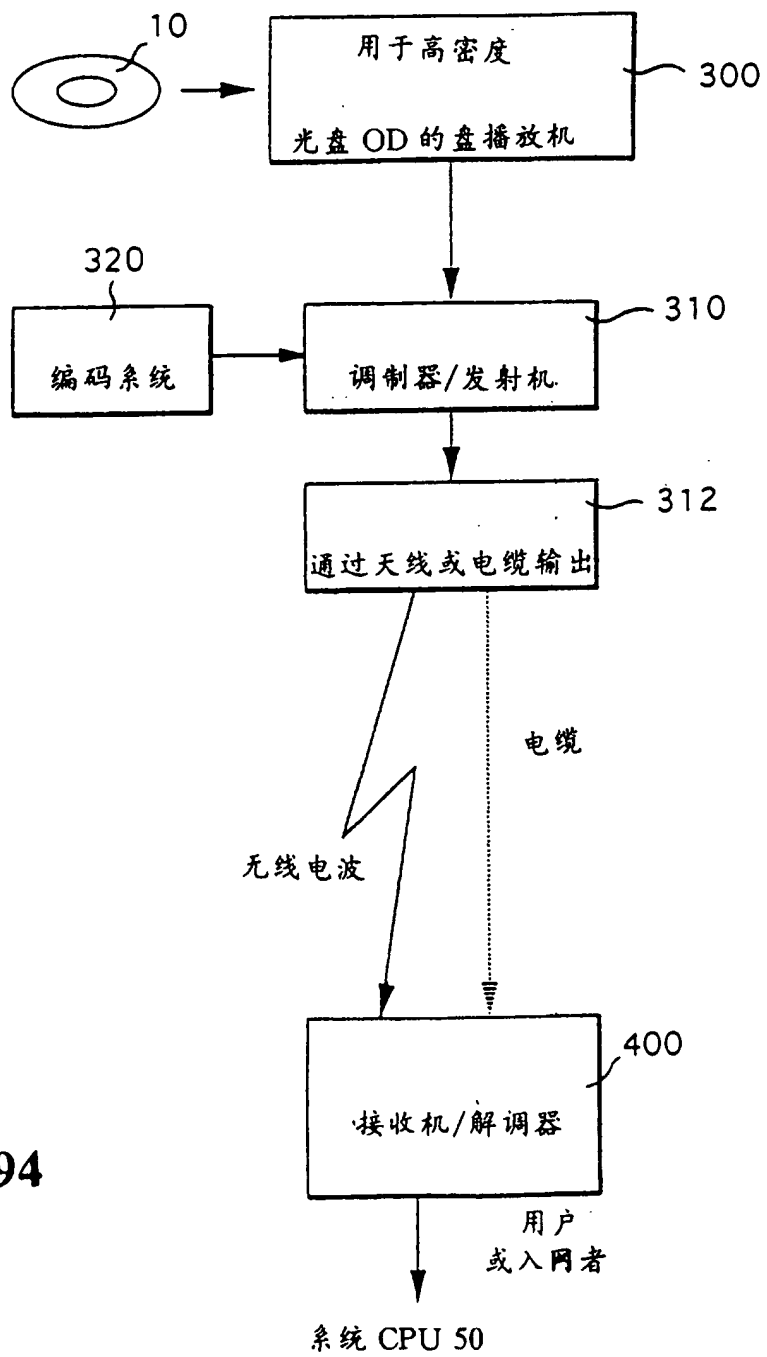 10
用于高密度
300
光盘 OD 的盘播放机
320
310
编码系统
调制器/发射机
312
通过天线或电缆输出
电缆
无线电波
400
接收机/解调器
94
用户
或入网者
系统 CPU 50